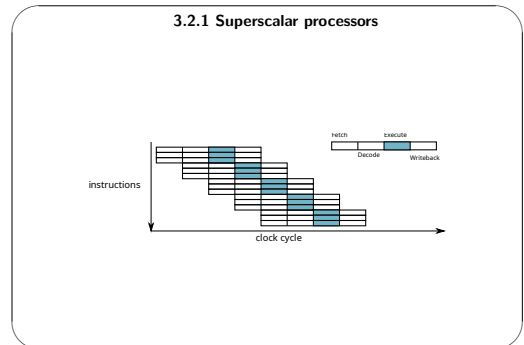 3.2.1 Superscalar processors
Fetch Execute
Decode
Writeback
instructions
clock cycle